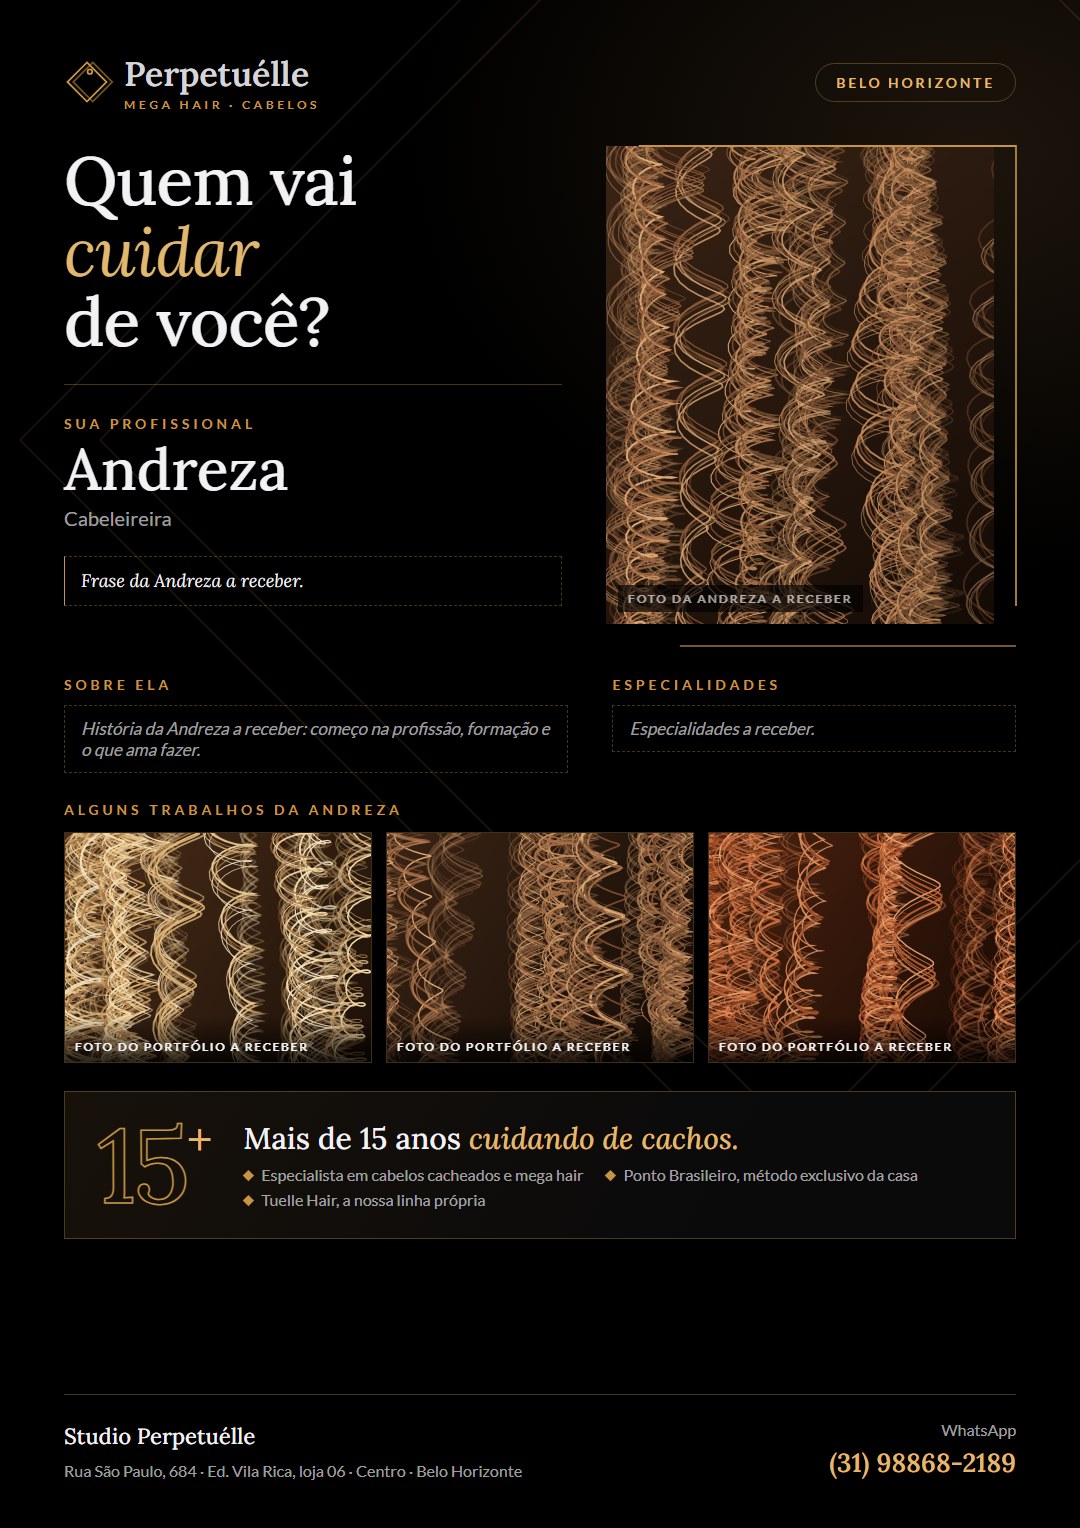 Perpetuélle
MEGA HAIR · CABELOS
BELO HORIZONTE
Quem vai
cuidar
de você?
SUA PROFISSIONAL
Andreza
Cabeleireira
Frase da Andreza a receber.
FOTO DA ANDREZA A RECEBER
SOBRE ELA
História da Andreza a receber: começo na profissão, formação e
o que ama fazer.
ESPECIALIDADES
Especialidades a receber.
ALGUNS TRABALHOS DA ANDREZA
FOTO DO PORTFÓLIO A RECEBER
FOTO DO PORTFÓLIO A RECEBER
FOTO DO PORTFÓLIO A RECEBER
15+
Mais de 15 anos cuidando de cachos.
Especialista em cabelos cacheados e mega hair
Ponto Brasileiro, método exclusivo da casa
Tuelle Hair, a nossa linha própria
Studio Perpetuélle
Rua São Paulo, 684 · Ed. Vila Rica, loja 06 · Centro · Belo Horizonte
WhatsApp
(31) 98868-2189